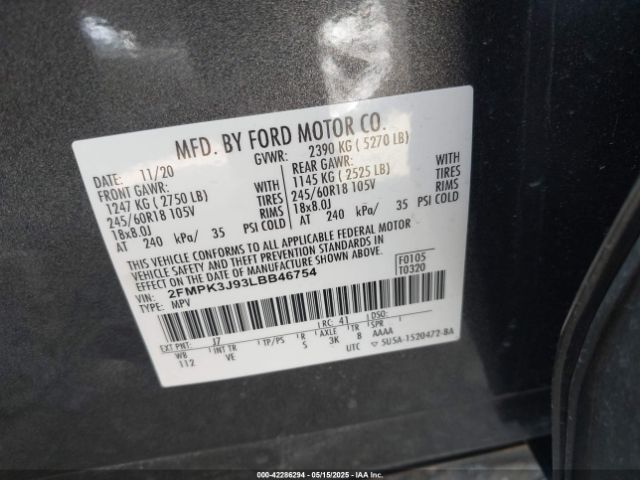 MFD. BY FORD MOTOR CO.
DATE: 11/20 GVWR: 2390 KG ( 5270 LB)
FRONT GAWR: REAR GAWR: WITH
1247 KG ( 2750 LB) WITH 1145 KG ( 2525 LB) TIRES
245/60R18 105V TIRES 245/60R18 105V RIMS
18x8.0J RIMS 18x8.0J
AT 240 kPa/ 35 PSI COLD AT 240 kPa/ 35 PSI COLD
THIS VEHICLE CONFORMS TO ALL APPLICABLE FEDERAL MOTOR
VEHICLE SAFETY AND THEFT PREVENTION STANDARDS IN
EFFECT ON THE DATE OF MANUFACTURE SHOWN ABOVE.
VIN: 2FMPK3J93LBB46754 F0105
TYPE: MPV T0320
EXT PNT: J7 RC: 41 DSO:
WB INT TR TP/PS R AXLE TR SPR
112 VE S 3K B AAAA
UTC ▽ 5U5A-1520472-BA
000-42286294 05/15/2025 IAA Inc.